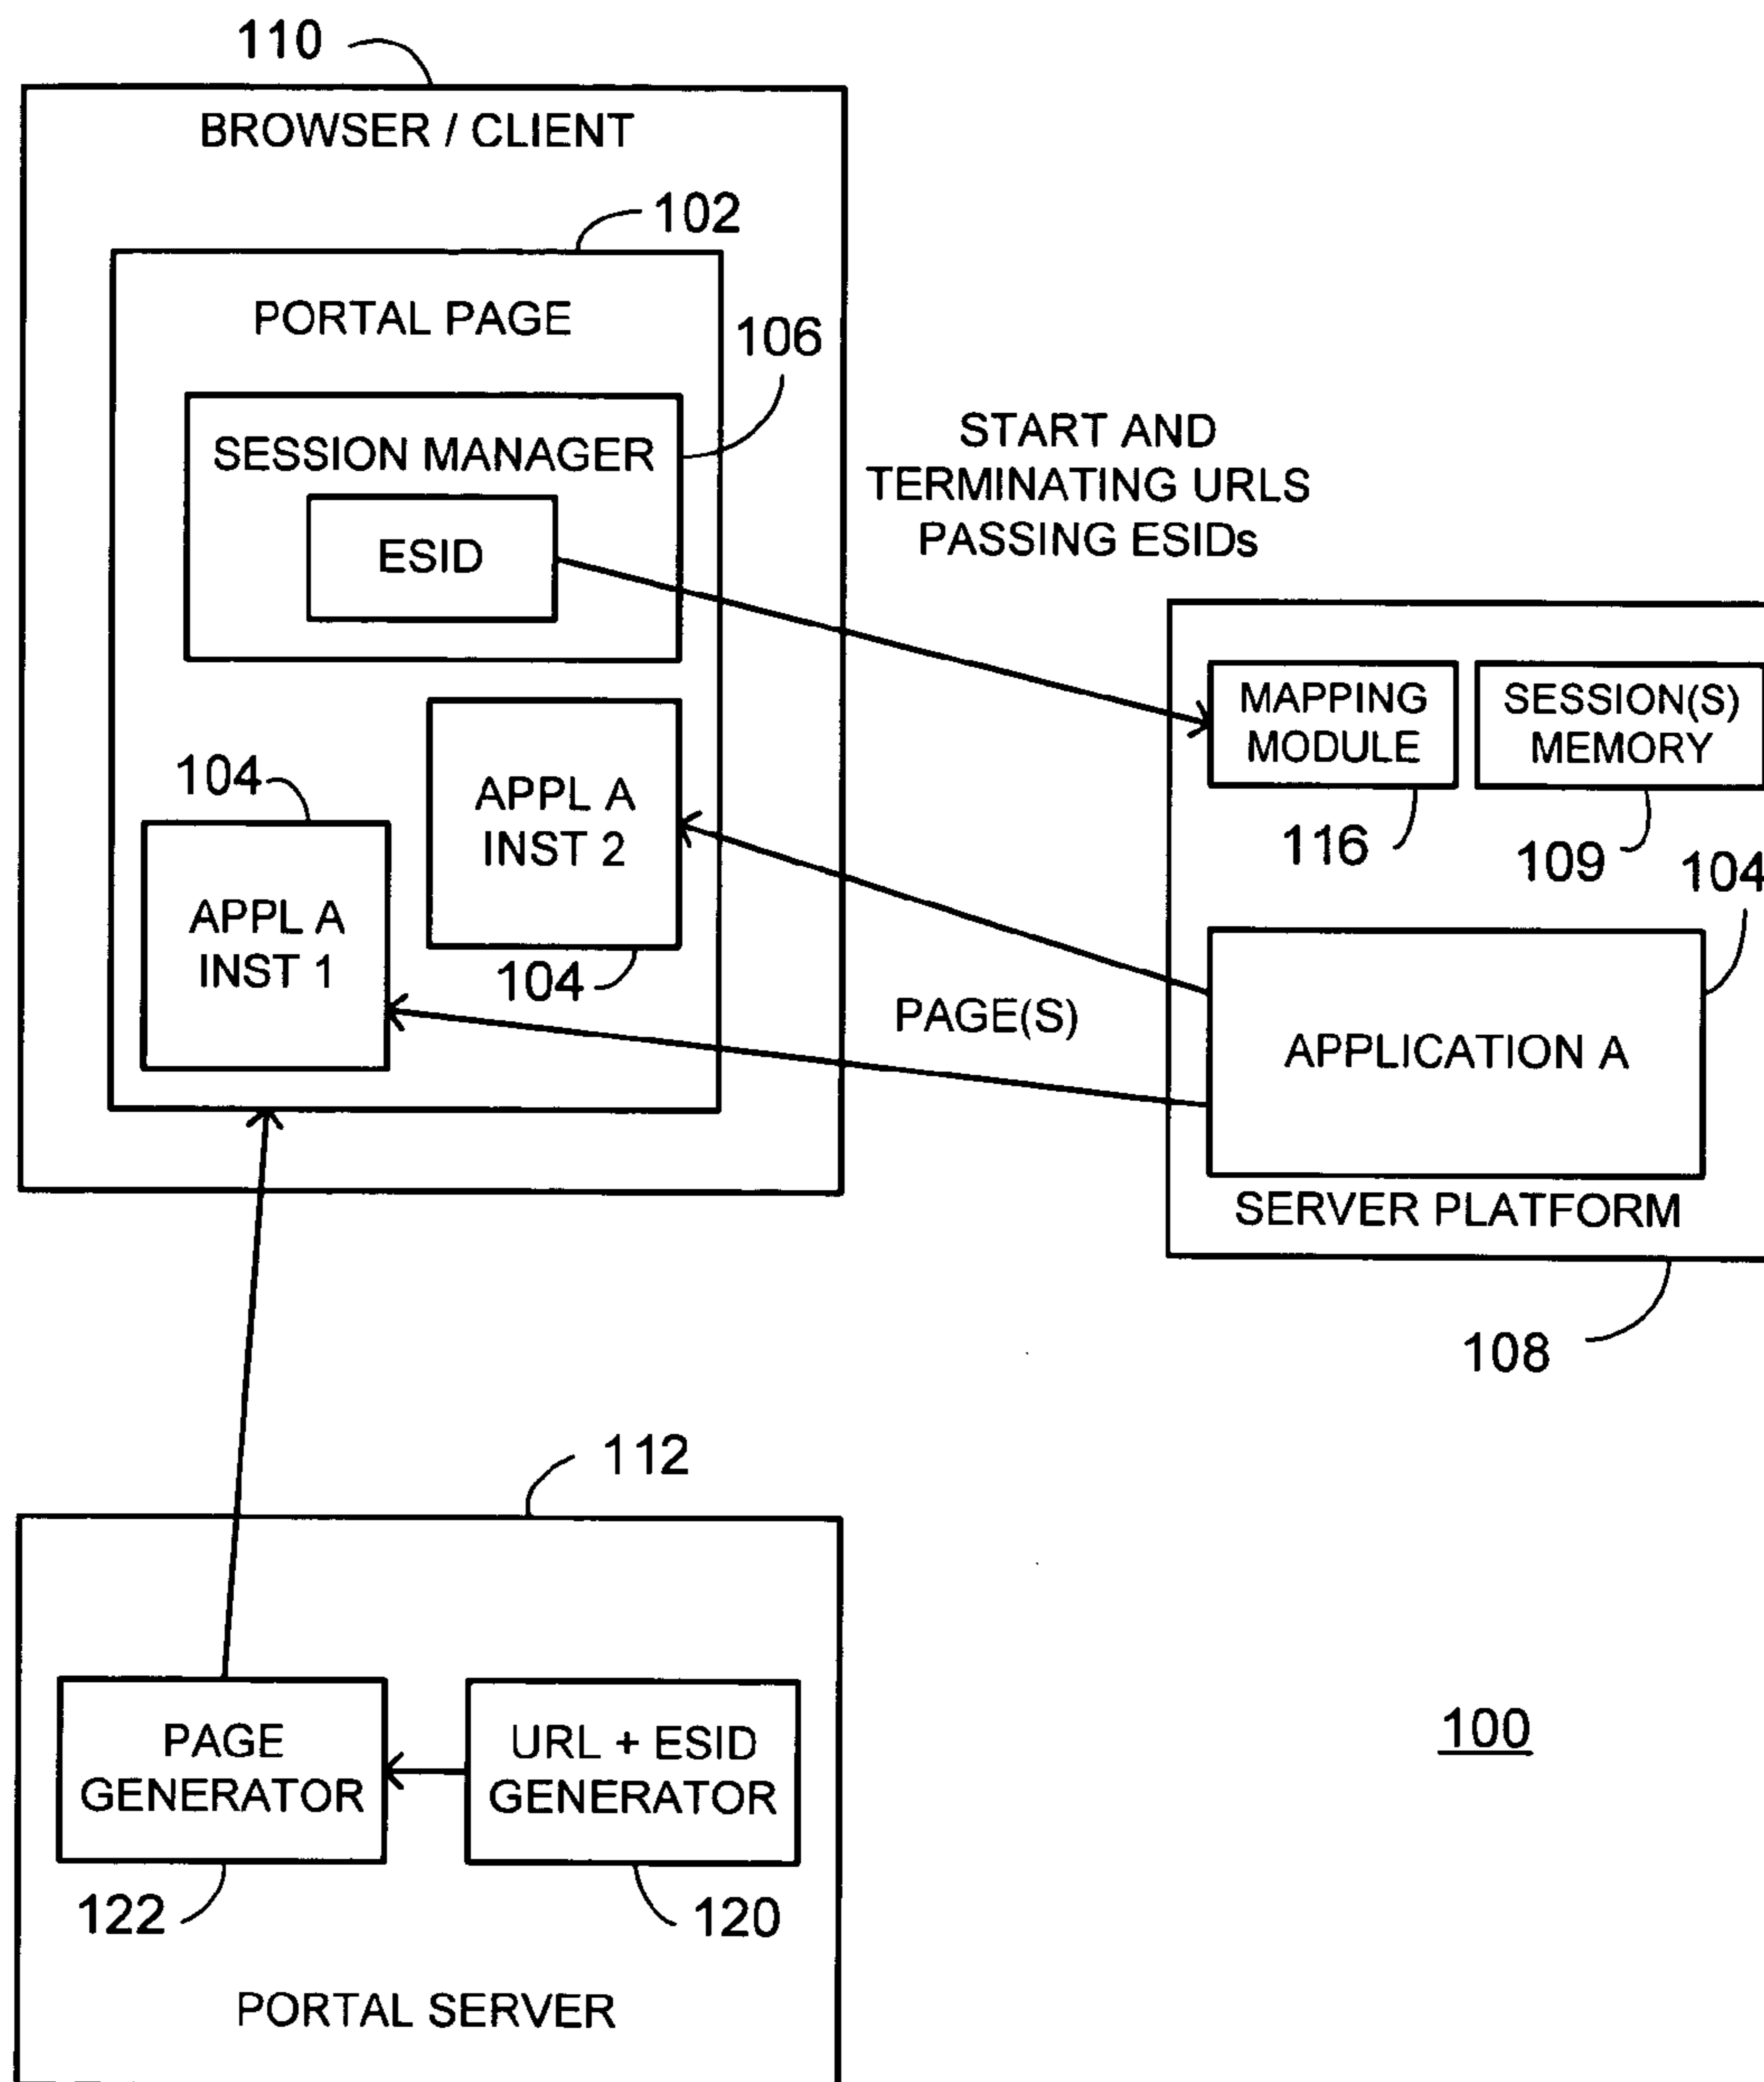 110
BROWSER / CLIENT
102
PORTAL PAGE
106
SESSION MANAGER
ESID
START AND
TERMINATING URLS
PASSING ESIDs
MAPPING
MODULE
SESSION(S)
MEMORY
116
109
104
104
APPL A
INST 2
APPL A
INST 1
104
PAGE(S)
APPLICATION A
SERVER PLATFORM
108
112
PAGE
GENERATOR
URL + ESID
GENERATOR
122
120
PORTAL SERVER
100